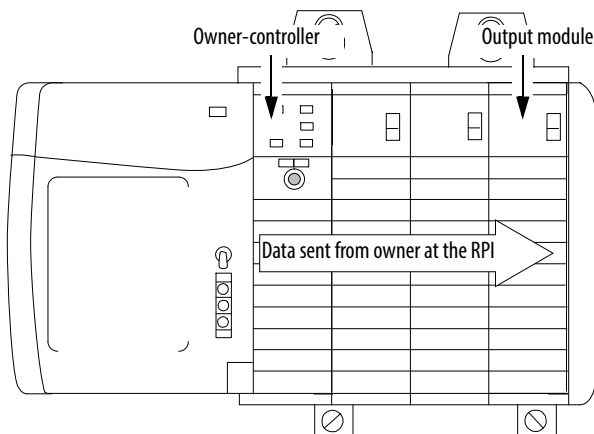 Owner-controller
Output module
Data sent from owner at the RPI